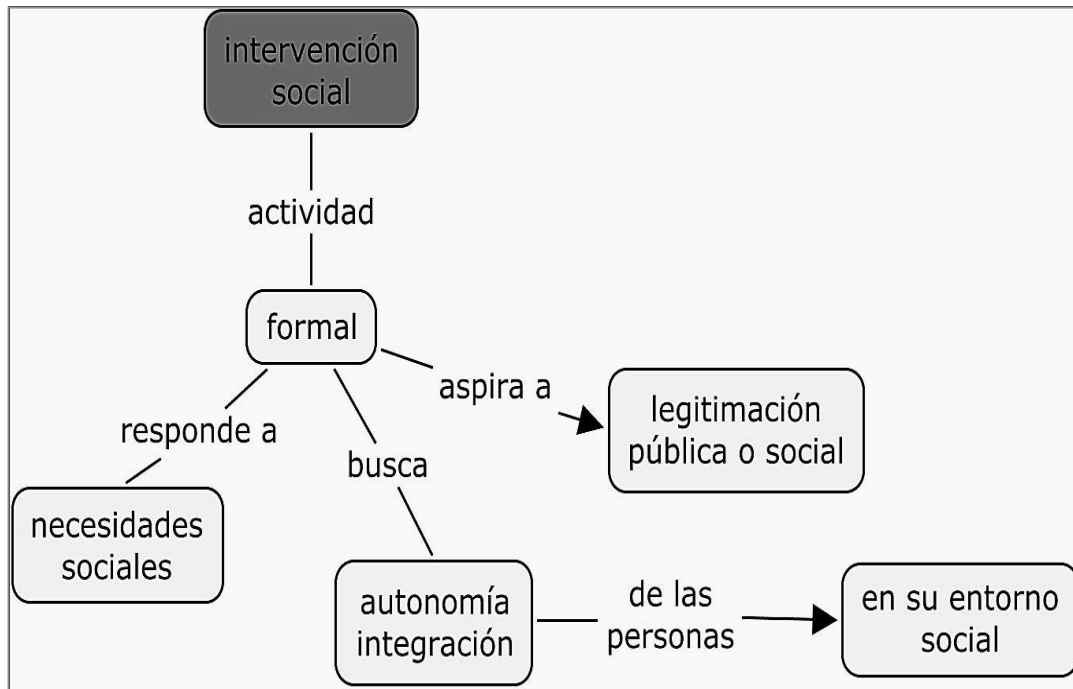 intervención
social
actividad
formal
aspira a
legitimación
pública o social
responde a
busca
necesidades
sociales
autonomía
integración
de las
personas
en su entorno
social